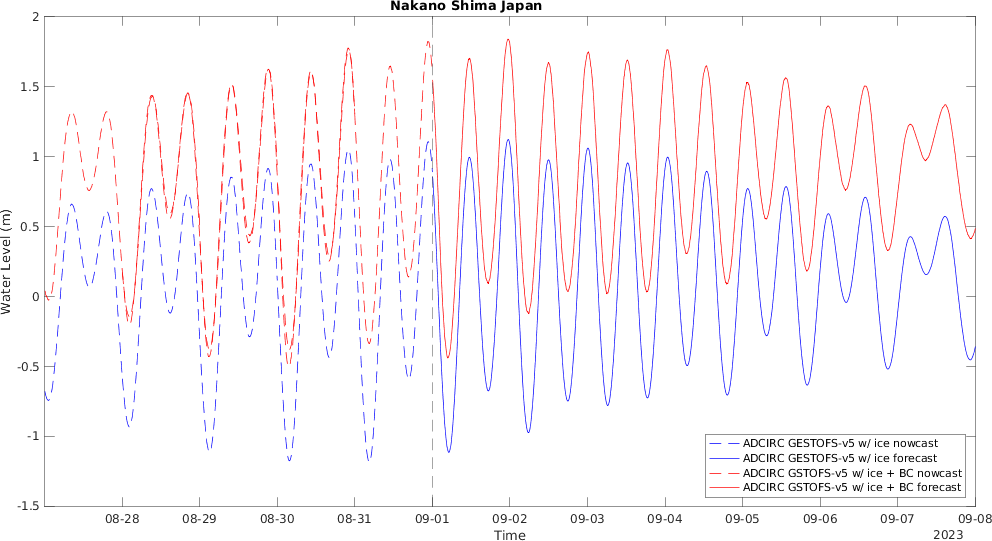 Nakano Shima Japan
Water Level (m)
2
1.5
1
0.5
0
-0.5
-1
-1.5
ADCIRC GESTOFS-v5 w/ ice nowcast
ADCIRC GESTOFS-v5 w/ ice forecast
ADCIRC GSTOFS-v5 w/ ice + BC nowcast
ADCIRC GSTOFS-v5 w/ ice + BC forecast
08-28 08-29 08-30 08-31 09-01 09-02 09-03 09-04 09-05 09-06 09-07 09-08
Time
2023